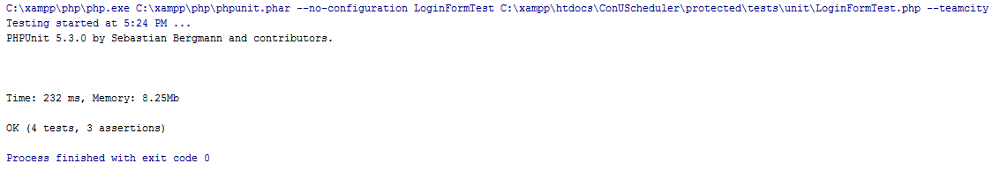 C:\xampp\php\php.exe C:\xampp\php\phpunit.phar --no-configuration LoginFormTest C:\xampp\htdocs\ConUScheduler\protected\tests\unit\LoginFormTest.php --teamcity
Testing started at 5:24 PM ...
PHPUnit 5.3.0 by Sebastian Bergmann and contributors.
Time: 232 ms, Memory: 8.25Mb
OK (4 tests, 3 assertions)
Process finished with exit code 0